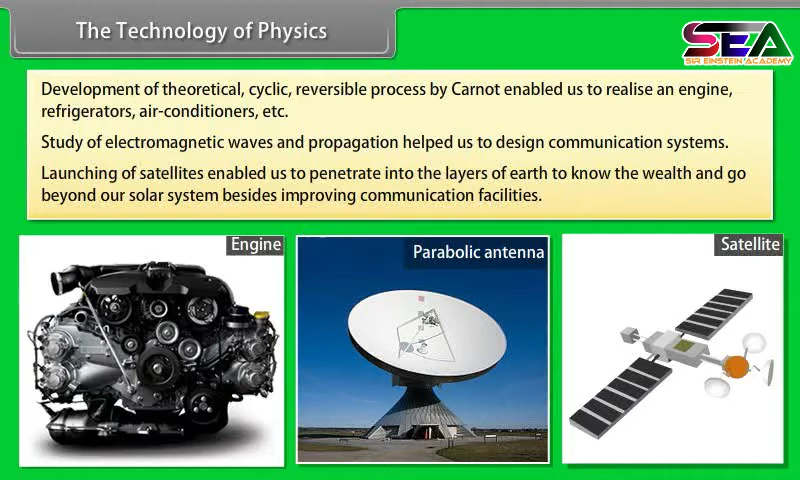 The Technology of Physics
SEA
SIR EINSTEIN ACADEMY
Development of theoretical, cyclic, reversible process by Carnot enabled us to realise an engine,
refrigerators, air-conditioners, etc.
Study of electromagnetic waves and propagation helped us to design communication systems.
Launching of satellites enabled us to penetrate into the layers of earth to know the wealth and go
beyond our solar system besides improving communication facilities.
Engine
Parabolic antenna
Satellite